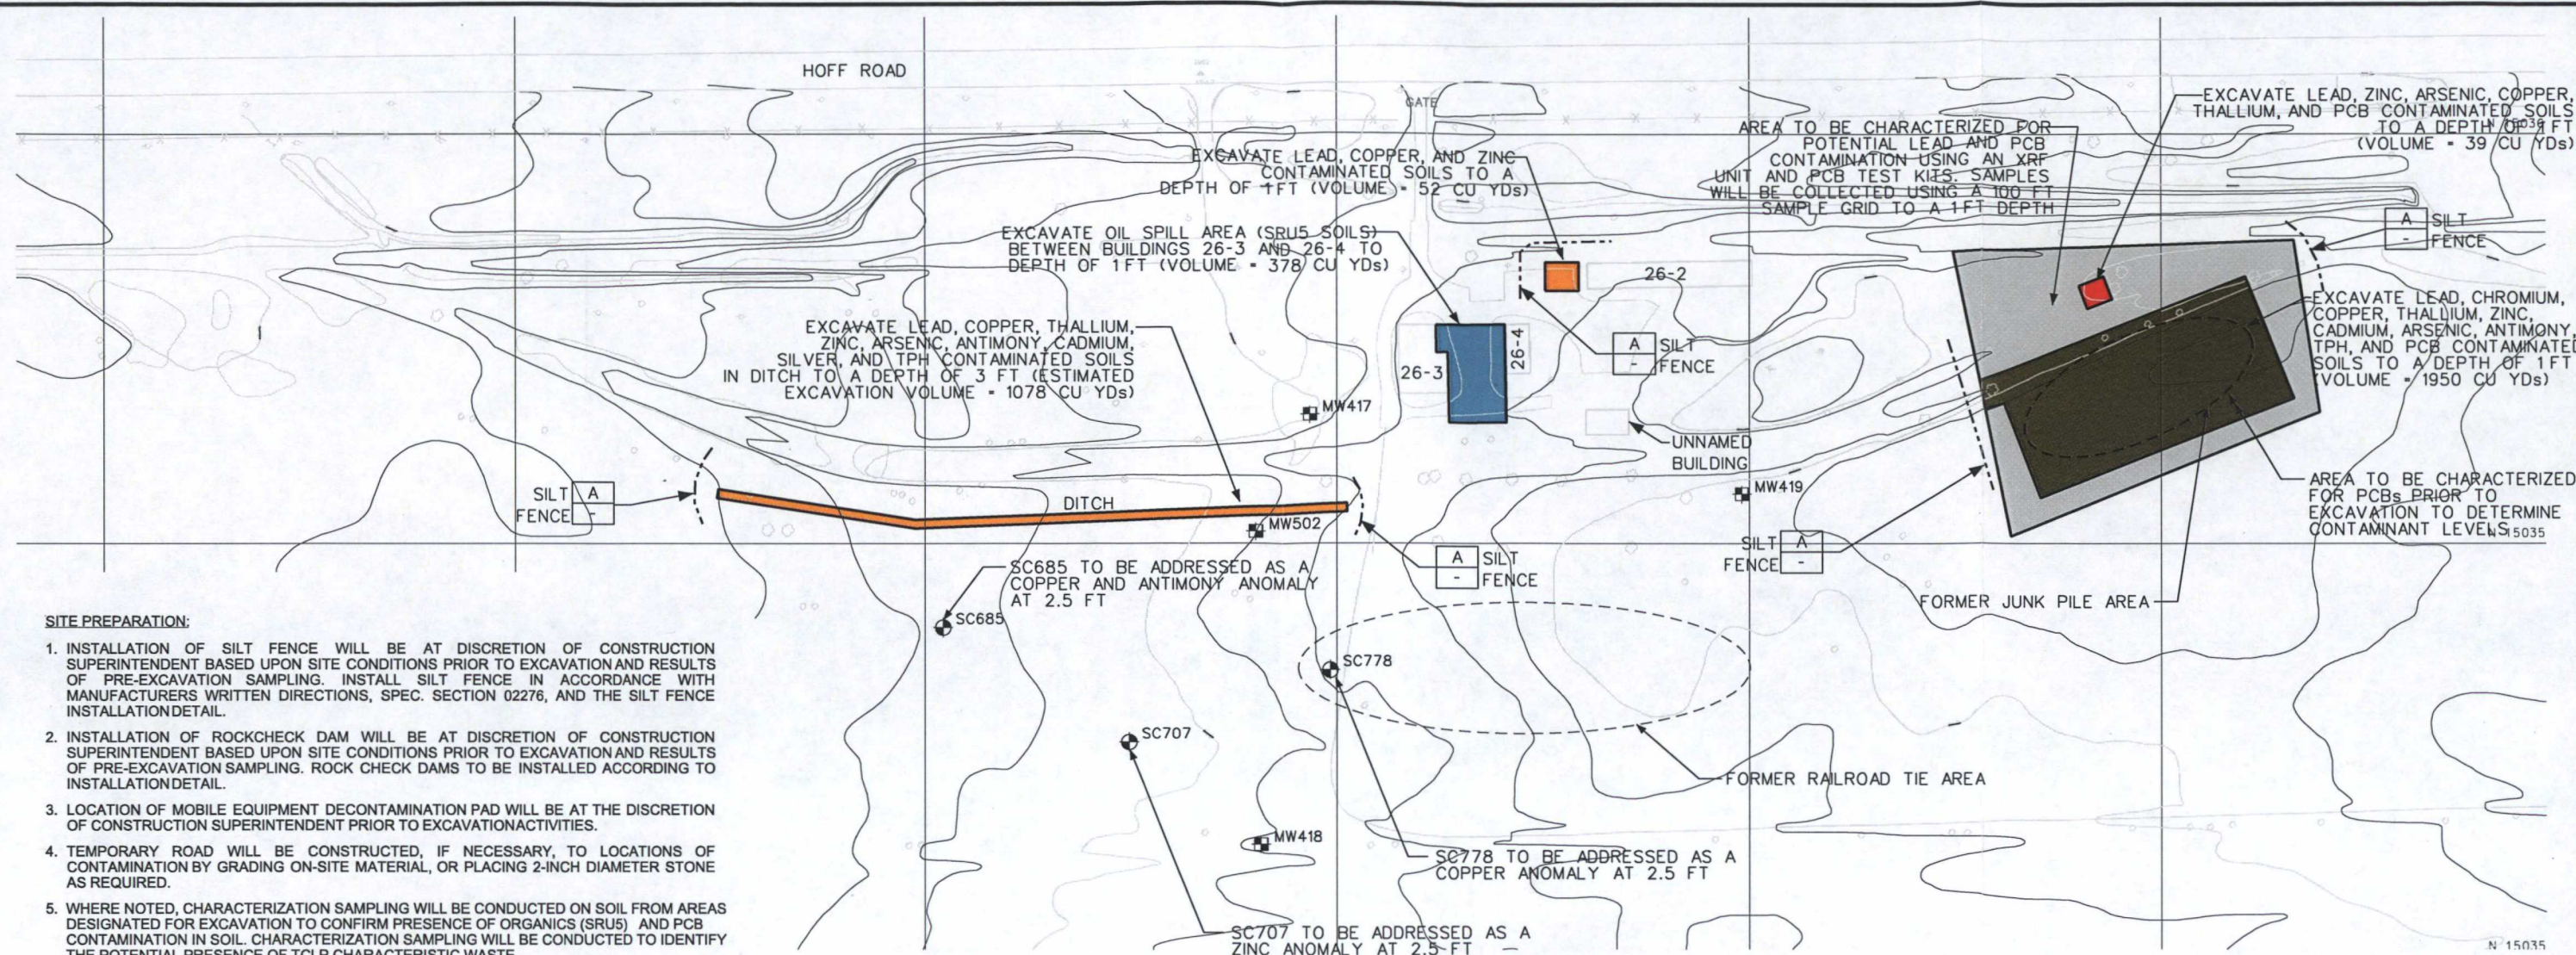 HOFF ROAD
GATE
EXCAVATE LEAD, ZINC, ARSENIC, COPPER,
THALLIUM, AND PCB CONTAMINATED SOILS
TO A DEPTH OF 1 FT
(VOLUME = 39 CU YDs)
AREA TO BE CHARACTERIZED FOR
POTENTIAL LEAD AND PCB
CONTAMINATION USING AN XRF
UNIT AND PCB TEST KITS. SAMPLES
WILL BE COLLECTED USING A 100 FT
SAMPLE GRID TO A 1 FT DEPTH
EXCAVATE LEAD, COPPER, AND ZINC
CONTAMINATED SOILS TO A
DEPTH OF 1 FT (VOLUME = 52 CU YDs)
EXCAVATE OIL SPILL AREA (SRU5 SOILS)
BETWEEN BUILDINGS 26-3 AND 26-4 TO
DEPTH OF 1 FT (VOLUME = 378 CU YDs)
A SILT
- FENCE
26-2
EXCAVATE LEAD, CHROMIUM,
COPPER, THALLIUM, ZINC,
CADMIUM, ARSENIC, ANTIMONY,
TPH, AND PCB CONTAMINATED
SOILS TO A DEPTH OF 1 FT
(VOLUME = 1950 CU YDs)
EXCAVATE LEAD, COPPER, THALLIUM,
ZINC, ARSENIC, ANTIMONY, CADMIUM,
SILVER, AND TPH CONTAMINATED SOILS
IN DITCH TO A DEPTH OF 3 FT (ESTIMATED
EXCAVATION VOLUME = 1078 CU YDs)
26-3
26-4
A SILT
- FENCE
MW417
UNNAMED
BUILDING
MW419
SILT A
FENCE -
DITCH
MW502
AREA TO BE CHARACTERIZED
FOR PCBs PRIOR TO
EXCAVATION TO DETERMINE
CONTAMINANT LEVELS
N 15035
SILT A
FENCE -
A SILT
- FENCE
SC685 TO BE ADDRESSED AS A
COPPER AND ANTIMONY ANOMALY
AT 2.5 FT
FORMER JUNK PILE AREA
SC685
SC778
SC707
FORMER RAILROAD TIE AREA
MW418
SC778 TO BE ADDRESSED AS A
COPPER ANOMALY AT 2.5 FT
SC707 TO BE ADDRESSED AS A
ZINC ANOMALY AT 2.5 FT
N 15035
SITE PREPARATION:
1. INSTALLATION OF SILT FENCE WILL BE AT DISCRETION OF CONSTRUCTION
SUPERINTENDENT BASED UPON SITE CONDITIONS PRIOR TO EXCAVATION AND RESULTS
OF PRE-EXCAVATION SAMPLING. INSTALL SILT FENCE IN ACCORDANCE WITH
MANUFACTURERS WRITTEN DIRECTIONS, SPEC. SECTION 02276, AND THE SILT FENCE
INSTALLATION DETAIL.
2. INSTALLATION OF ROCKCHECK DAM WILL BE AT DISCRETION OF CONSTRUCTION
SUPERINTENDENT BASED UPON SITE CONDITIONS PRIOR TO EXCAVATION AND RESULTS
OF PRE-EXCAVATION SAMPLING. ROCK CHECK DAMS TO BE INSTALLED ACCORDING TO
INSTALLATION DETAIL.
3. LOCATION OF MOBILE EQUIPMENT DECONTAMINATION PAD WILL BE AT THE DISCRETION
OF CONSTRUCTION SUPERINTENDENT PRIOR TO EXCAVATION ACTIVITIES.
4. TEMPORARY ROAD WILL BE CONSTRUCTED, IF NECESSARY, TO LOCATIONS OF
CONTAMINATION BY GRADING ON-SITE MATERIAL, OR PLACING 2-INCH DIAMETER STONE
AS REQUIRED.
5. WHERE NOTED, CHARACTERIZATION SAMPLING WILL BE CONDUCTED ON SOIL FROM AREAS
DESIGNATED FOR EXCAVATION TO CONFIRM PRESENCE OF ORGANICS (SRU5) AND PCB
CONTAMINATION IN SOIL. CHARACTERIZATION SAMPLING WILL BE CONDUCTED TO IDENTIFY
THE POTENTIAL PRESENCE OF TCLP CHARACTERISTIC WASTE.